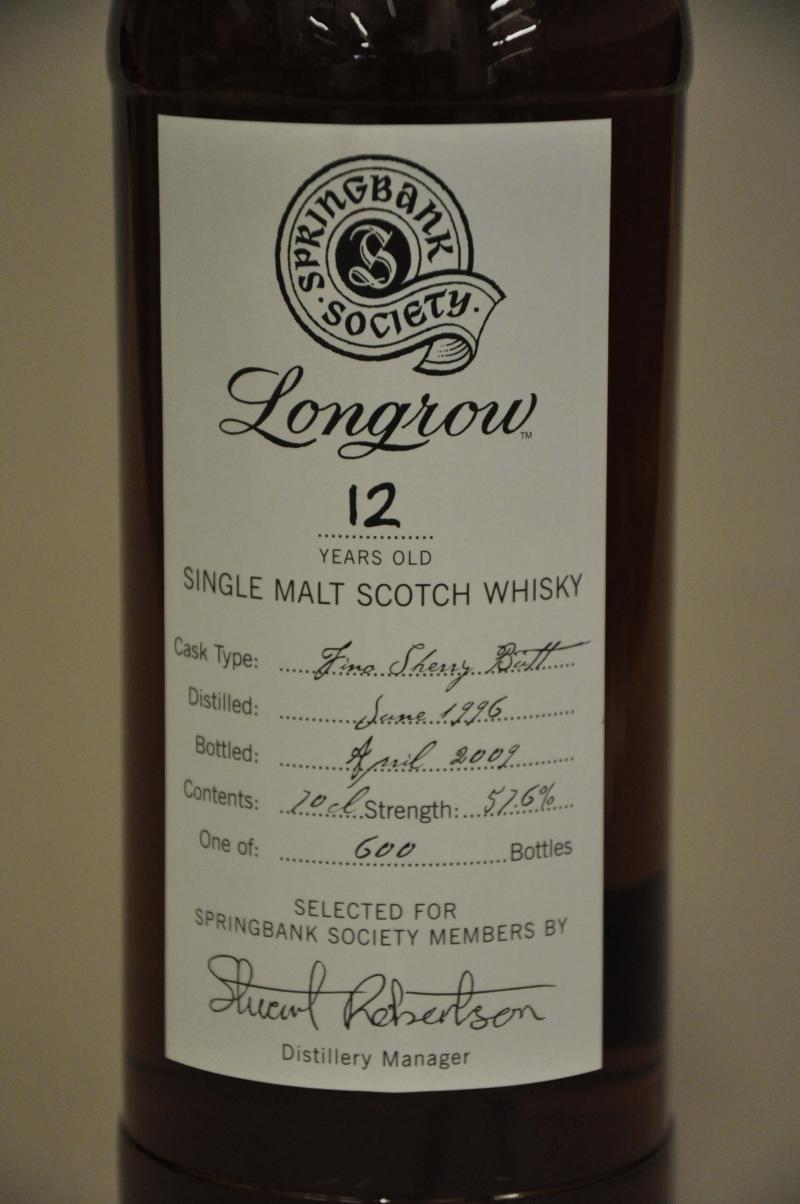 SPRINGBANK
·SOCIETY·
S
Longrow™
12
YEARS OLD
SINGLE MALT SCOTCH WHISKY
Cask Type: Fino Sherry Butt
Distilled: June 1996
Bottled: April 2009
Contents: 70cl Strength: 57.6%
One of: 600 Bottles
SELECTED FOR
SPRINGBANK SOCIETY MEMBERS BY
Stuart Robertson
Distillery Manager